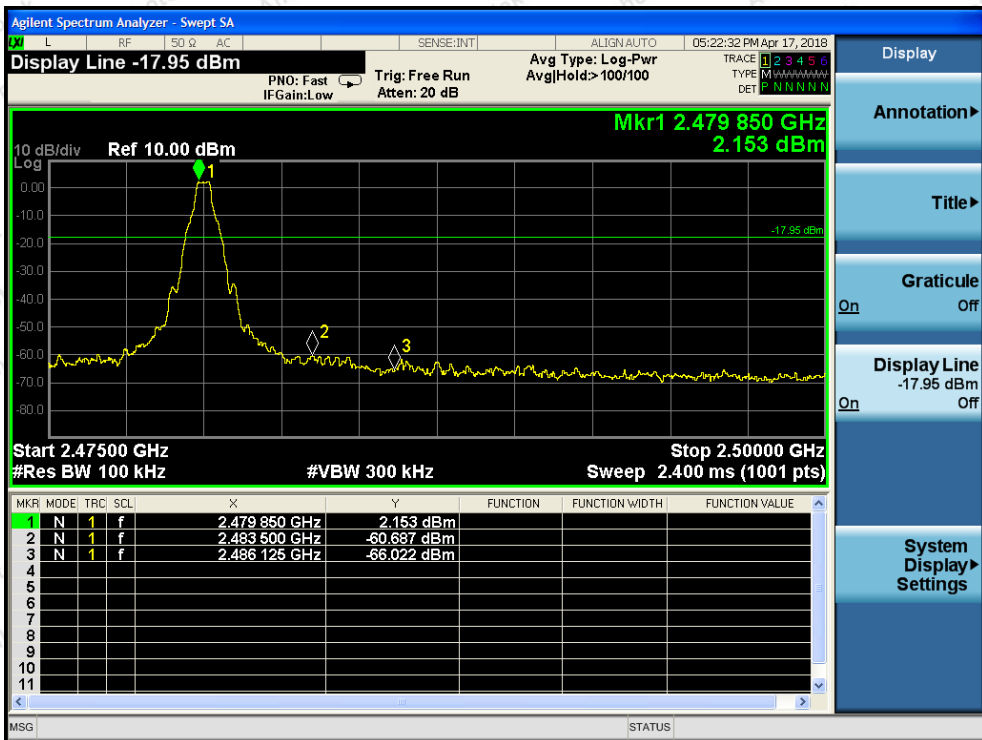 Agilent Spectrum Analyzer - Swept SA
LXI L RF 50 Ω AC SENSE:INT ALIGN AUTO 05:22:32 PM Apr 17, 2018
Display Line -17.95 dBm
PNO: Fast
IFGain:Low
Trig: Free Run
Atten: 20 dB
Avg Type: Log-Pwr
Avg|Hold:> 100/100
TRACE 1 2 3 4 5 6
TYPE M
DET P N N N N N
Mkr1 2.479 850 GHz
2.153 dBm
10 dB/div Ref 10.00 dBm
Log
1
0.00
-10.0
-17.95 dBm
-20.0
-30.0
-40.0
-50.0
2
3
-60.0
-70.0
-80.0
Start 2.47500 GHz Stop 2.50000 GHz
#Res BW 100 kHz #VBW 300 kHz Sweep 2.400 ms (1001 pts)
MKR MODE TRC SCL X Y FUNCTION FUNCTION WIDTH FUNCTION VALUE
1 N 1 f 2.479 850 GHz 2.153 dBm
2 N 1 f 2.483 500 GHz -60.687 dBm
3 N 1 f 2.486 125 GHz -66.022 dBm
4
5
6
7
8
9
10
11
MSG STATUS
Display
Annotation
Title
Graticule
On Off
Display Line
-17.95 dBm
On Off
System
Display
Settings